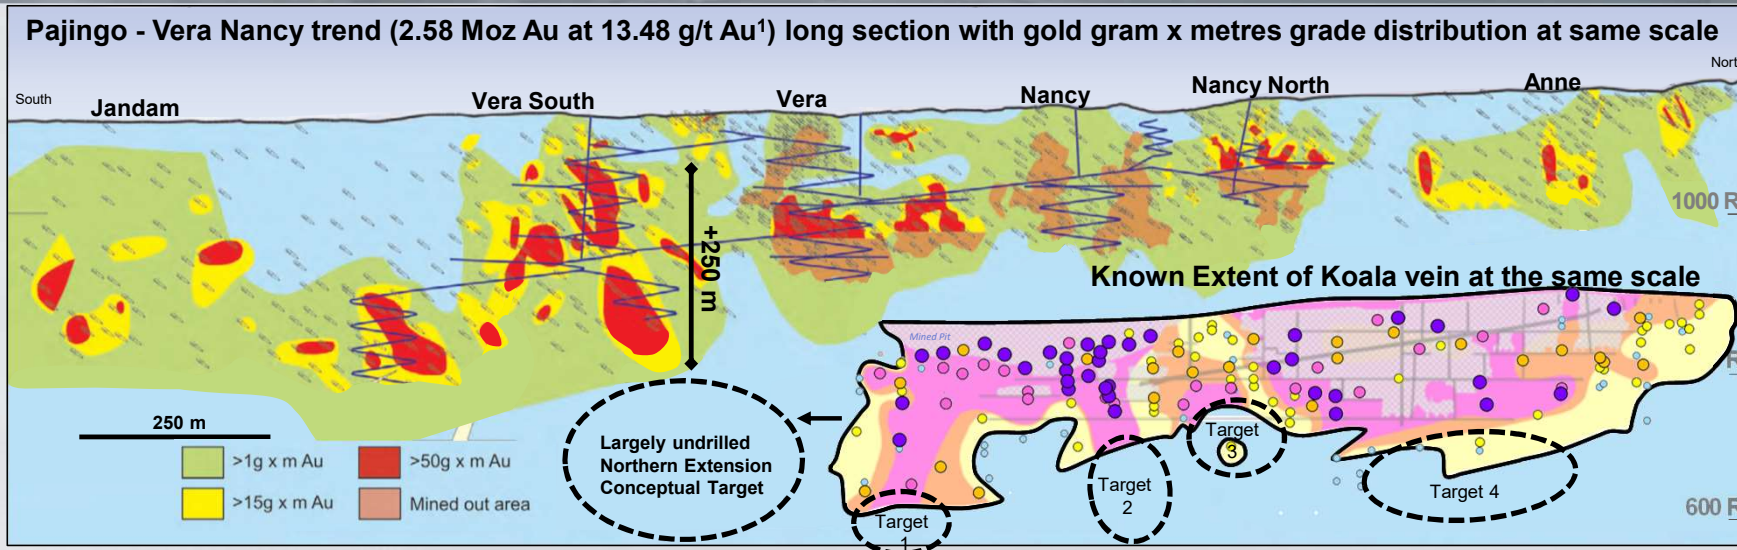 Pajingo - Vera Nancy trend (2.58 Moz Au at 13.48 g/t Au¹) long section with gold gram x metres grade distribution at same scale
South
Nort
Jandam
Vera South
Vera
Nancy
Nancy North
Anne
1000 R
+250 m
Known Extent of Koala vein at the same scale
Mined Pit
R
250 m
>1g x m Au
>50g x m Au
>15g x m Au
Mined out area
Largely undrilled
Northern Extension
Conceptual Target
Target
1
Target
2
Target
3
Target 4
600 R